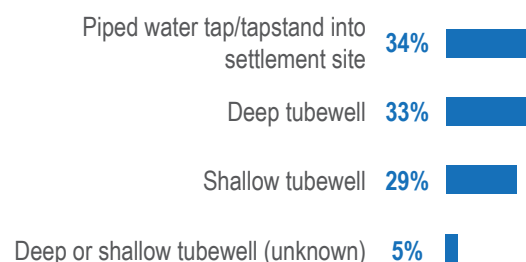 Piped water tap/tapstand into
settlement site 34%
Deep tubewell 33%
Shallow tubewell 29%
Deep or shallow tubewell (unknown) 5%